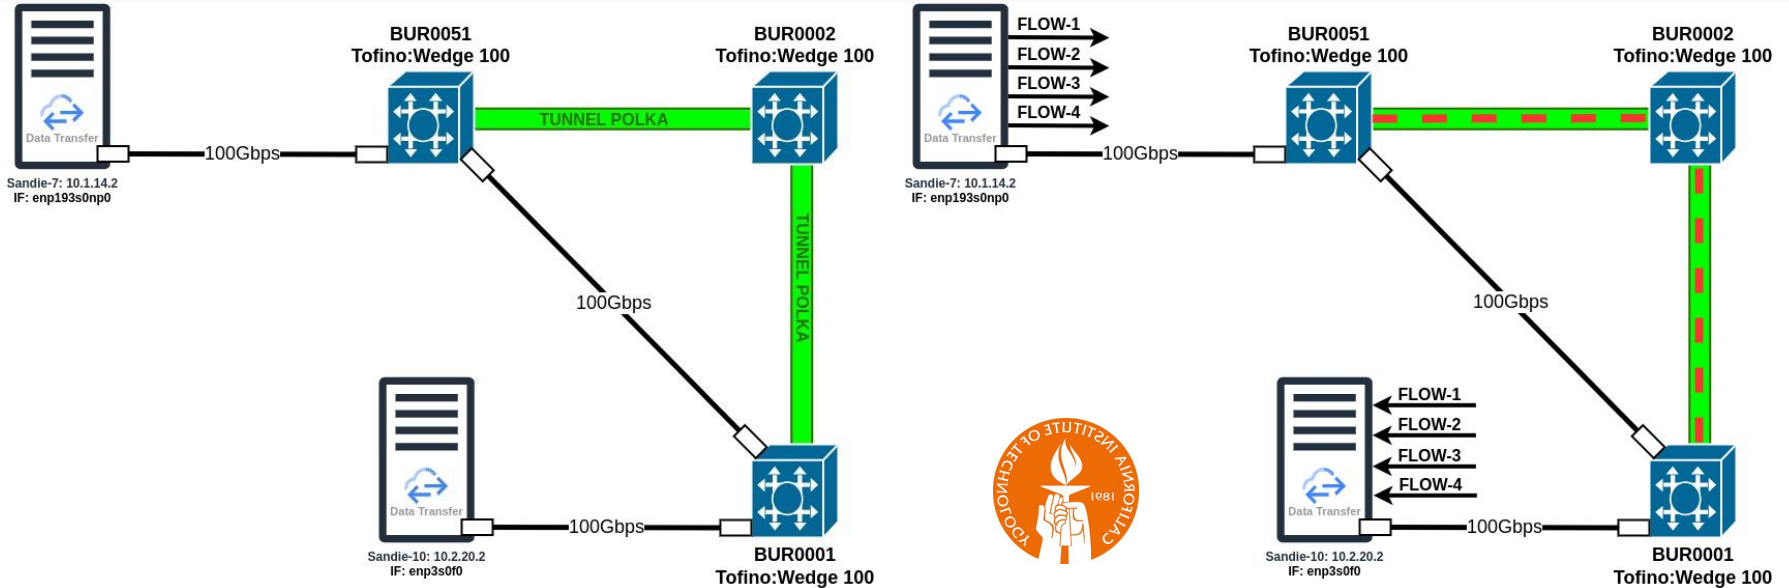 BUR0051
Tofino:Wedge 100
BUR0002
Tofino:Wedge 100
TUNNEL POLKA
Data Transfer
100Gbps
Sandie-7: 10.1.14.2
IF: enp193s0np0
TUNNEL POLKA
100Gbps
Data Transfer
100Gbps
Sandie-10: 10.2.20.2
IF: enp3s0f0
BUR0001
Tofino:Wedge 100
CALIFORNIA INSTITUTE OF TECHNOLOGY
1891
FLOW-1
FLOW-2
FLOW-3
FLOW-4
BUR0051
Tofino:Wedge 100
BUR0002
Tofino:Wedge 100
Data Transfer
100Gbps
Sandie-7: 10.1.14.2
IF: enp193s0np0
100Gbps
FLOW-1
FLOW-2
FLOW-3
FLOW-4
Data Transfer
100Gbps
Sandie-10: 10.2.20.2
IF: enp3s0f0
BUR0001
Tofino:Wedge 100